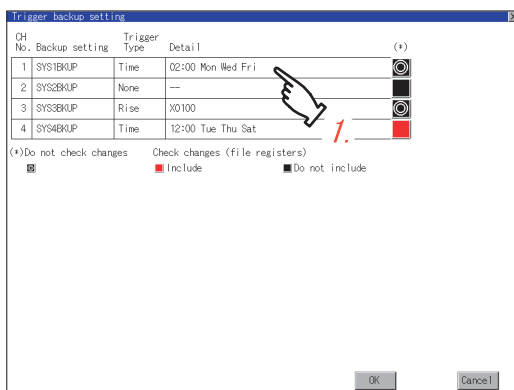 Trigger backup setting
CH No. Backup setting Trigger Type Detail (*)
1 SYS1BKUP Time 02:00 Mon Wed Fri
2 SYS2BKUP None --
3 SYS3BKUP Rise X0100
4 SYS4BKUP Time 12:00 Tue Thu Sat
1.
(*)Do not check changes Check changes (file registers)
Include Do not include
OK Cancel